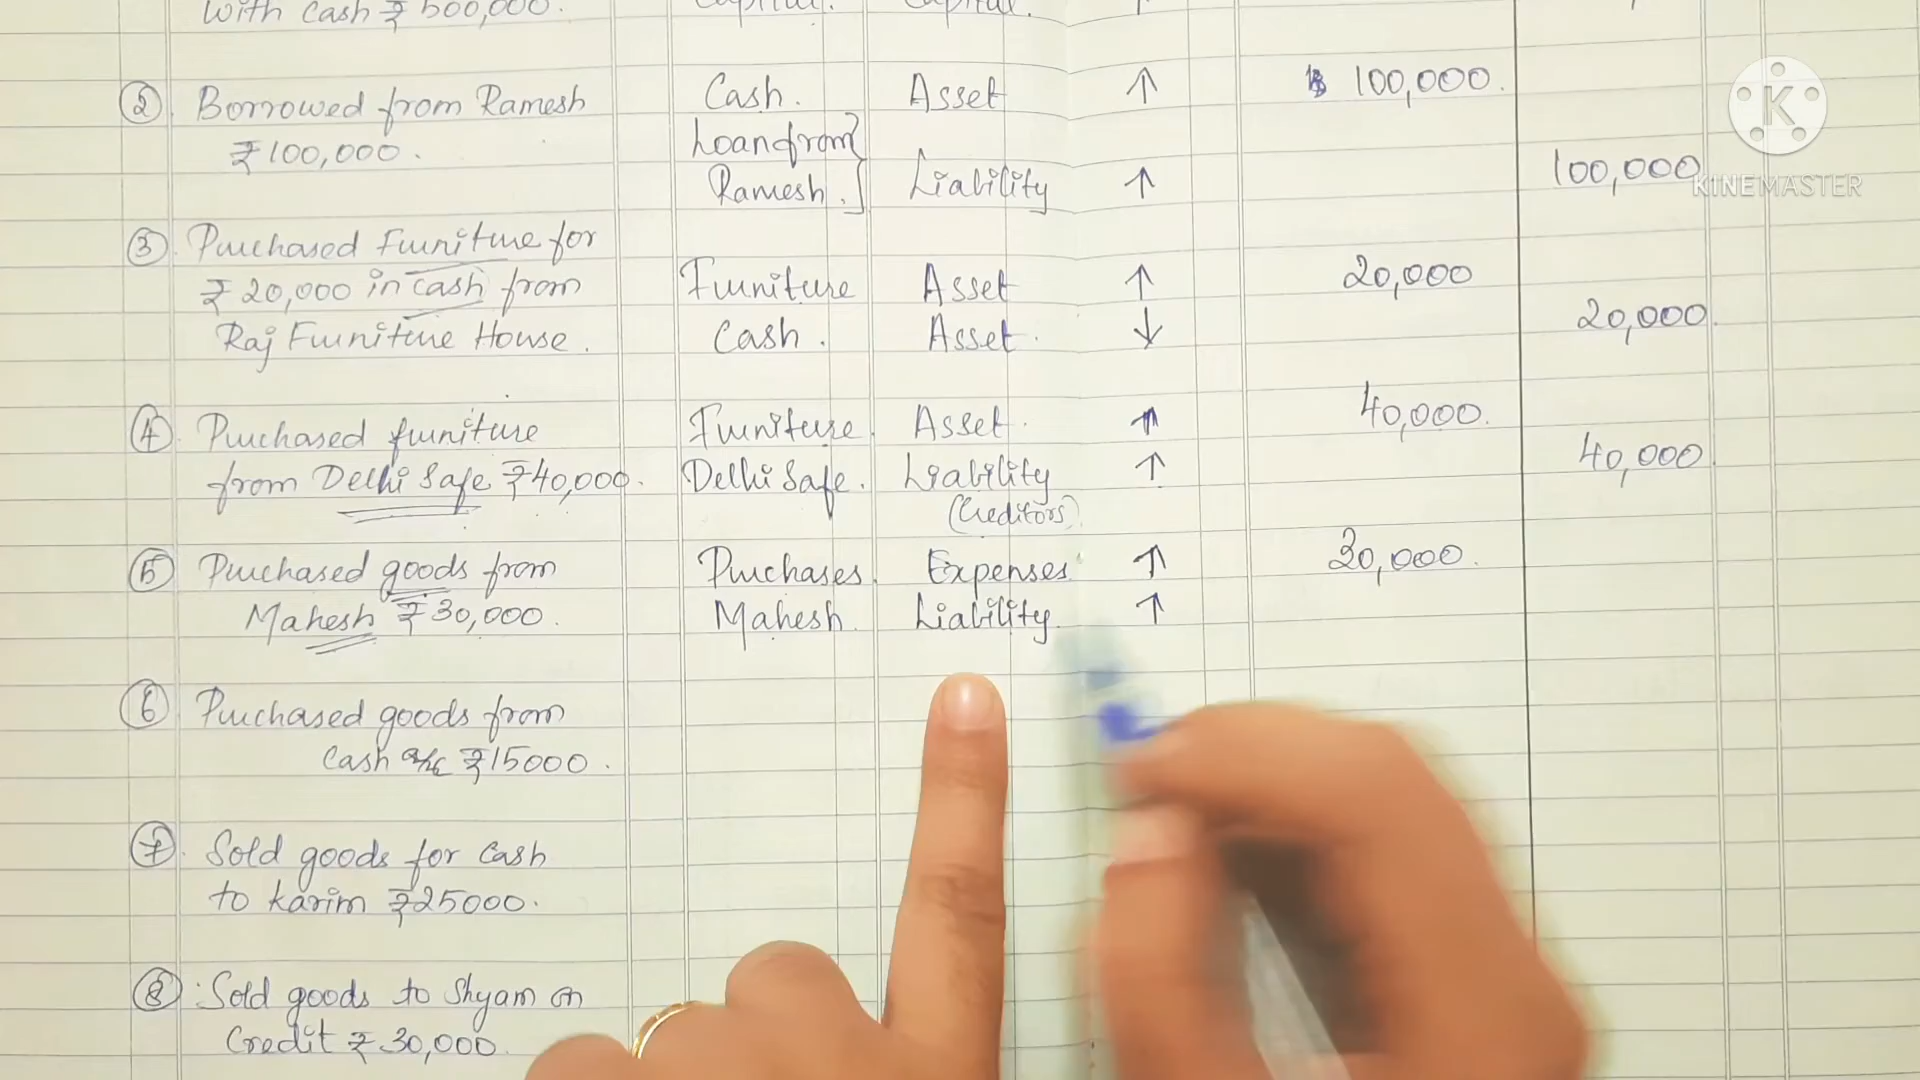 With cash ₹ 500,000. Capital. Capital. ↑
② Borrowed from Ramesh Cash. Asset ↑ 100,000.
₹100,000. Loan from
Ramesh. Liability ↑ 100,000
③ Purchased Furniture for
₹20,000 in cash from Furniture Asset ↑ 20,000
Raj Furniture House. Cash. Asset. ↓ 20,000
④ Purchased furniture Furniture. Asset. ↑ 40,000.
from Delhi Safe ₹40,000. Delhi Safe. Liability ↑ 40,000
(Creditors)
⑤ Purchased goods from Purchases. Expenses ↑ 30,000.
Mahesh ₹30,000. Mahesh Liability ↑
⑥ Purchased goods from
Cash a/c ₹15000.
⑦ Sold goods for cash
to Karim ₹25000.
⑧ Sold goods to Shyam on
Credit ₹30,000.
K
KINEMASTER